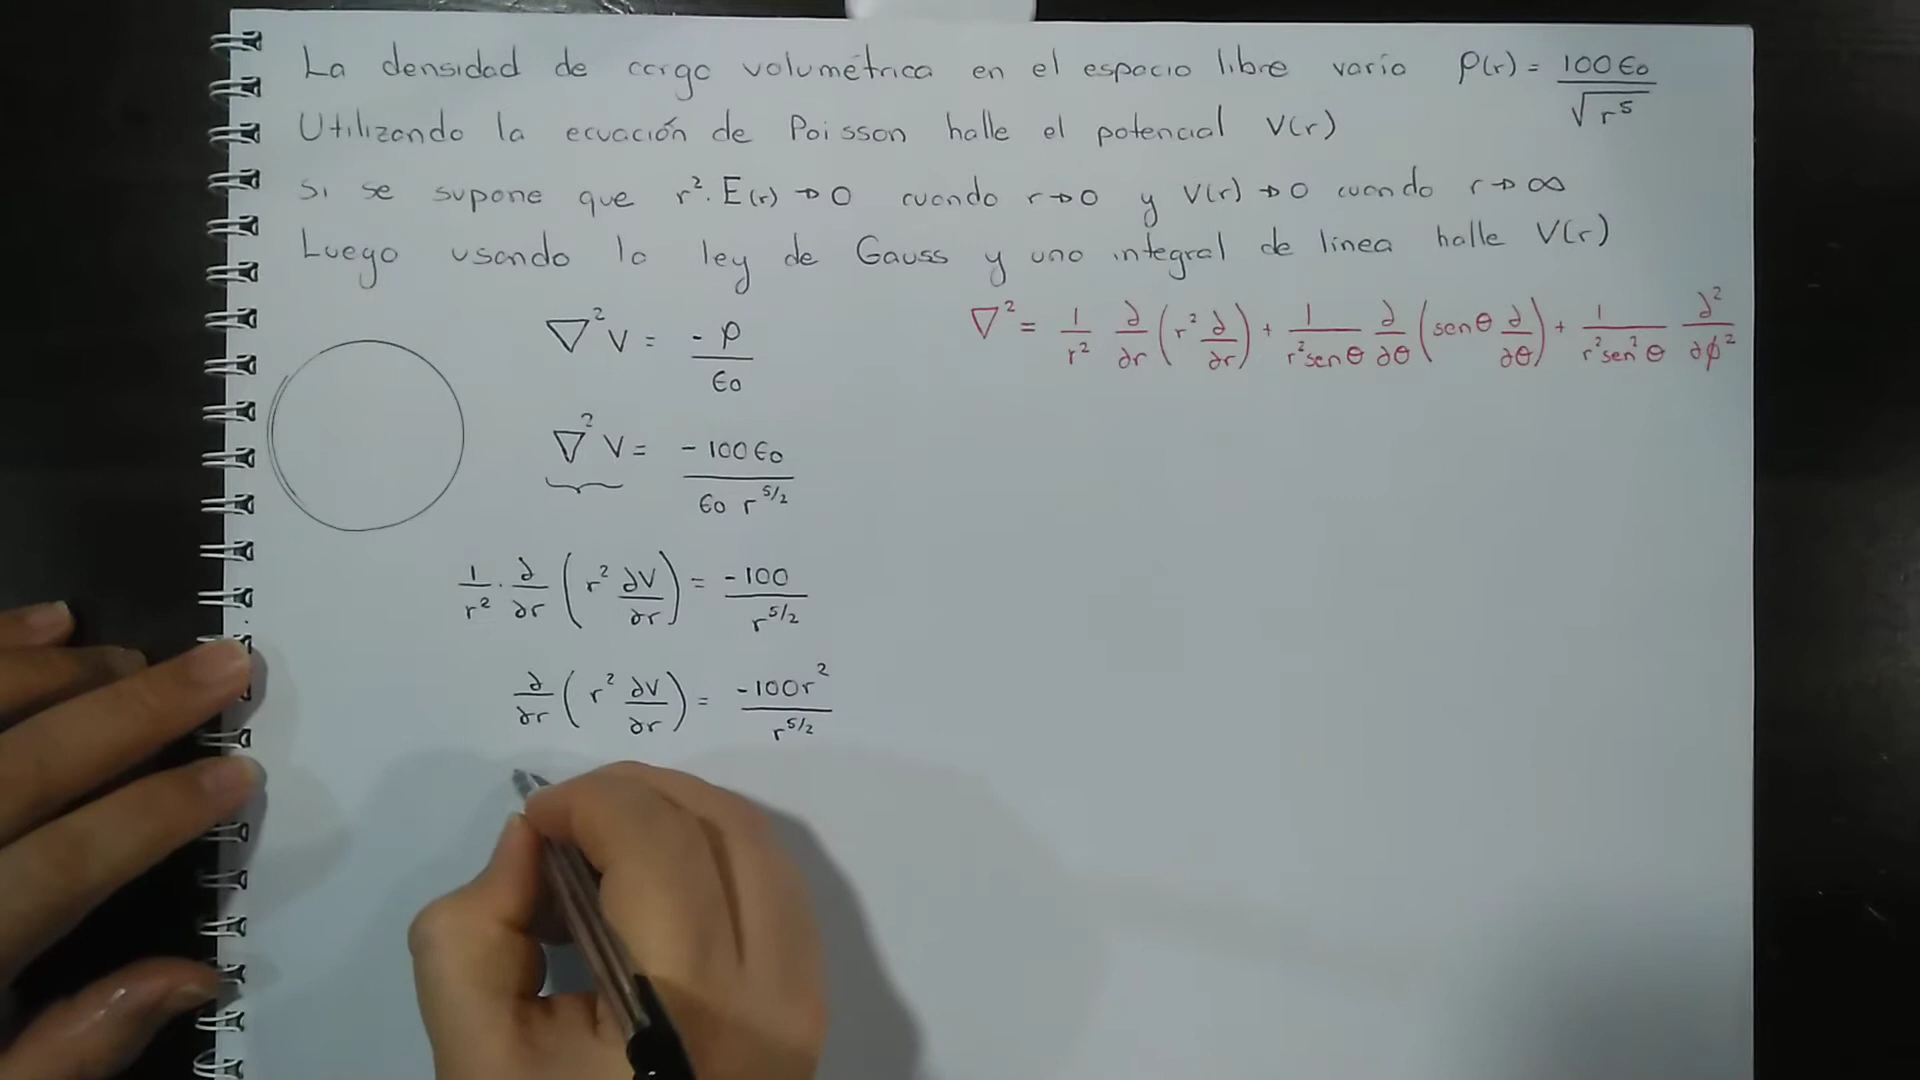 La densidad de carga volumétrica en el espacio libre varía ρ(r) = 100ϵ0 / √r^5
Utilizando la ecuación de Poisson halle el potencial V(r)
Si se supone que r². E(r) → 0 cuando r→0 y V(r) → 0 cuando r→∞
Luego usando la ley de Gauss y una integral de línea halle V(r)
∇²V = -ρ / ϵ0
∇² = 1/r² ∂/∂r (r² ∂/∂r) + 1/(r² senθ) ∂/∂θ (senθ ∂/∂θ) + 1/(r² sen²θ) ∂²/∂ϕ²
∇²V = -100ϵ0 / ϵ0 r^5/2
1/r² . ∂/∂r (r² ∂V/∂r) = -100 / r^5/2
∂/∂r (r² ∂V/∂r) = -100r² / r^5/2